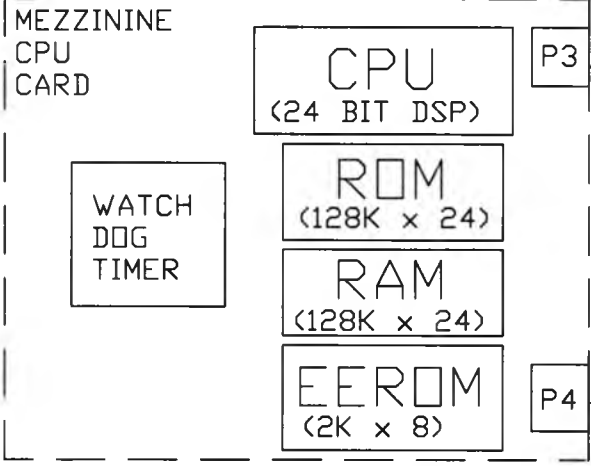 MEZZININE
CPU
CARD
CPU
(24 BIT DSP)
P3
ROM
(128K x 24)
WATCH
DOG
TIMER
RAM
(128K x 24)
EEROM
(2K x 8)
P4